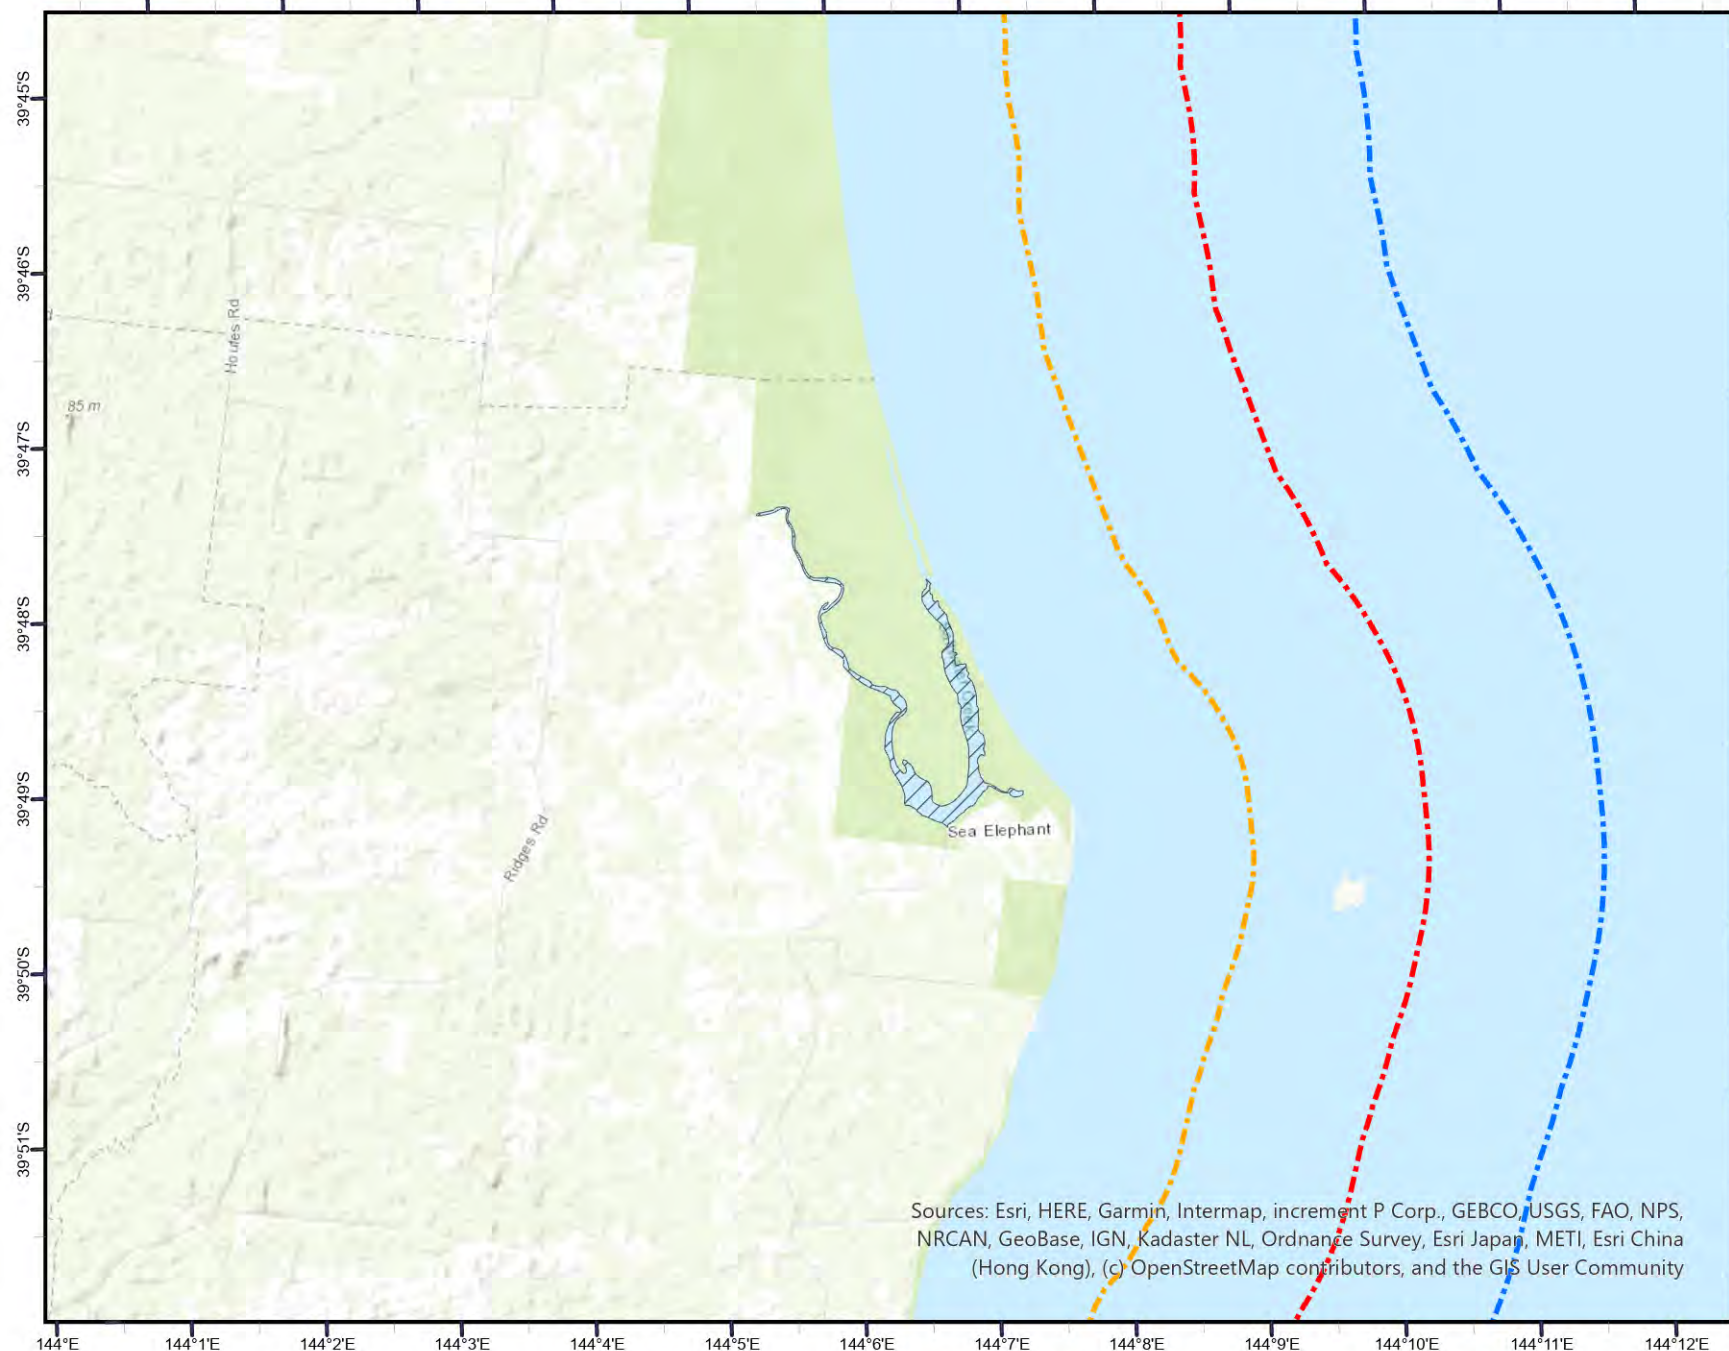 39°45'S
39°46'S
Houfes Rd
85 m
39°47'S
39°48'S
39°49'S
Sea Elephant
Ridges Rd
39°50'S
39°51'S
Sources: Esri, HERE, Garmin, Intermap, increment P Corp., GEBCO, USGS, FAO, NPS,
NRCAN, GeoBase, IGN, Kadaster NL, Ordnance Survey, Esri Japan, METI, Esri China
(Hong Kong), (c) OpenStreetMap contributors, and the GIS User Community
144°E
144°1'E
144°2'E
144°3'E
144°4'E
144°5'E
144°6'E
144°7'E
144°8'E
144°9'E
144°10'E
144°11'E
144°12'E